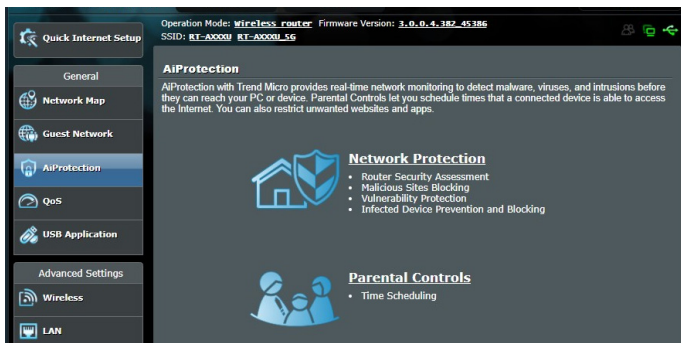 Quick Internet Setup
General
Network Map
Guest Network
AiProtection
QoS
USB Application
Advanced Settings
Wireless
LAN
Operation Mode: Wireless router Firmware Version: 3.0.0.4.382_45386
SSID: RT-AXXXU RT-AXXXU_5G
AiProtection
AiProtection with Trend Micro provides real-time network monitoring to detect malware, viruses, and intrusions before
they can reach your PC or device. Parental Controls let you schedule times that a connected device is able to access
the Internet. You can also restrict unwanted websites and apps.
Network Protection
• Router Security Assessment
• Malicious Sites Blocking
• Vulnerability Protection
• Infected Device Prevention and Blocking
Parental Controls
• Time Scheduling